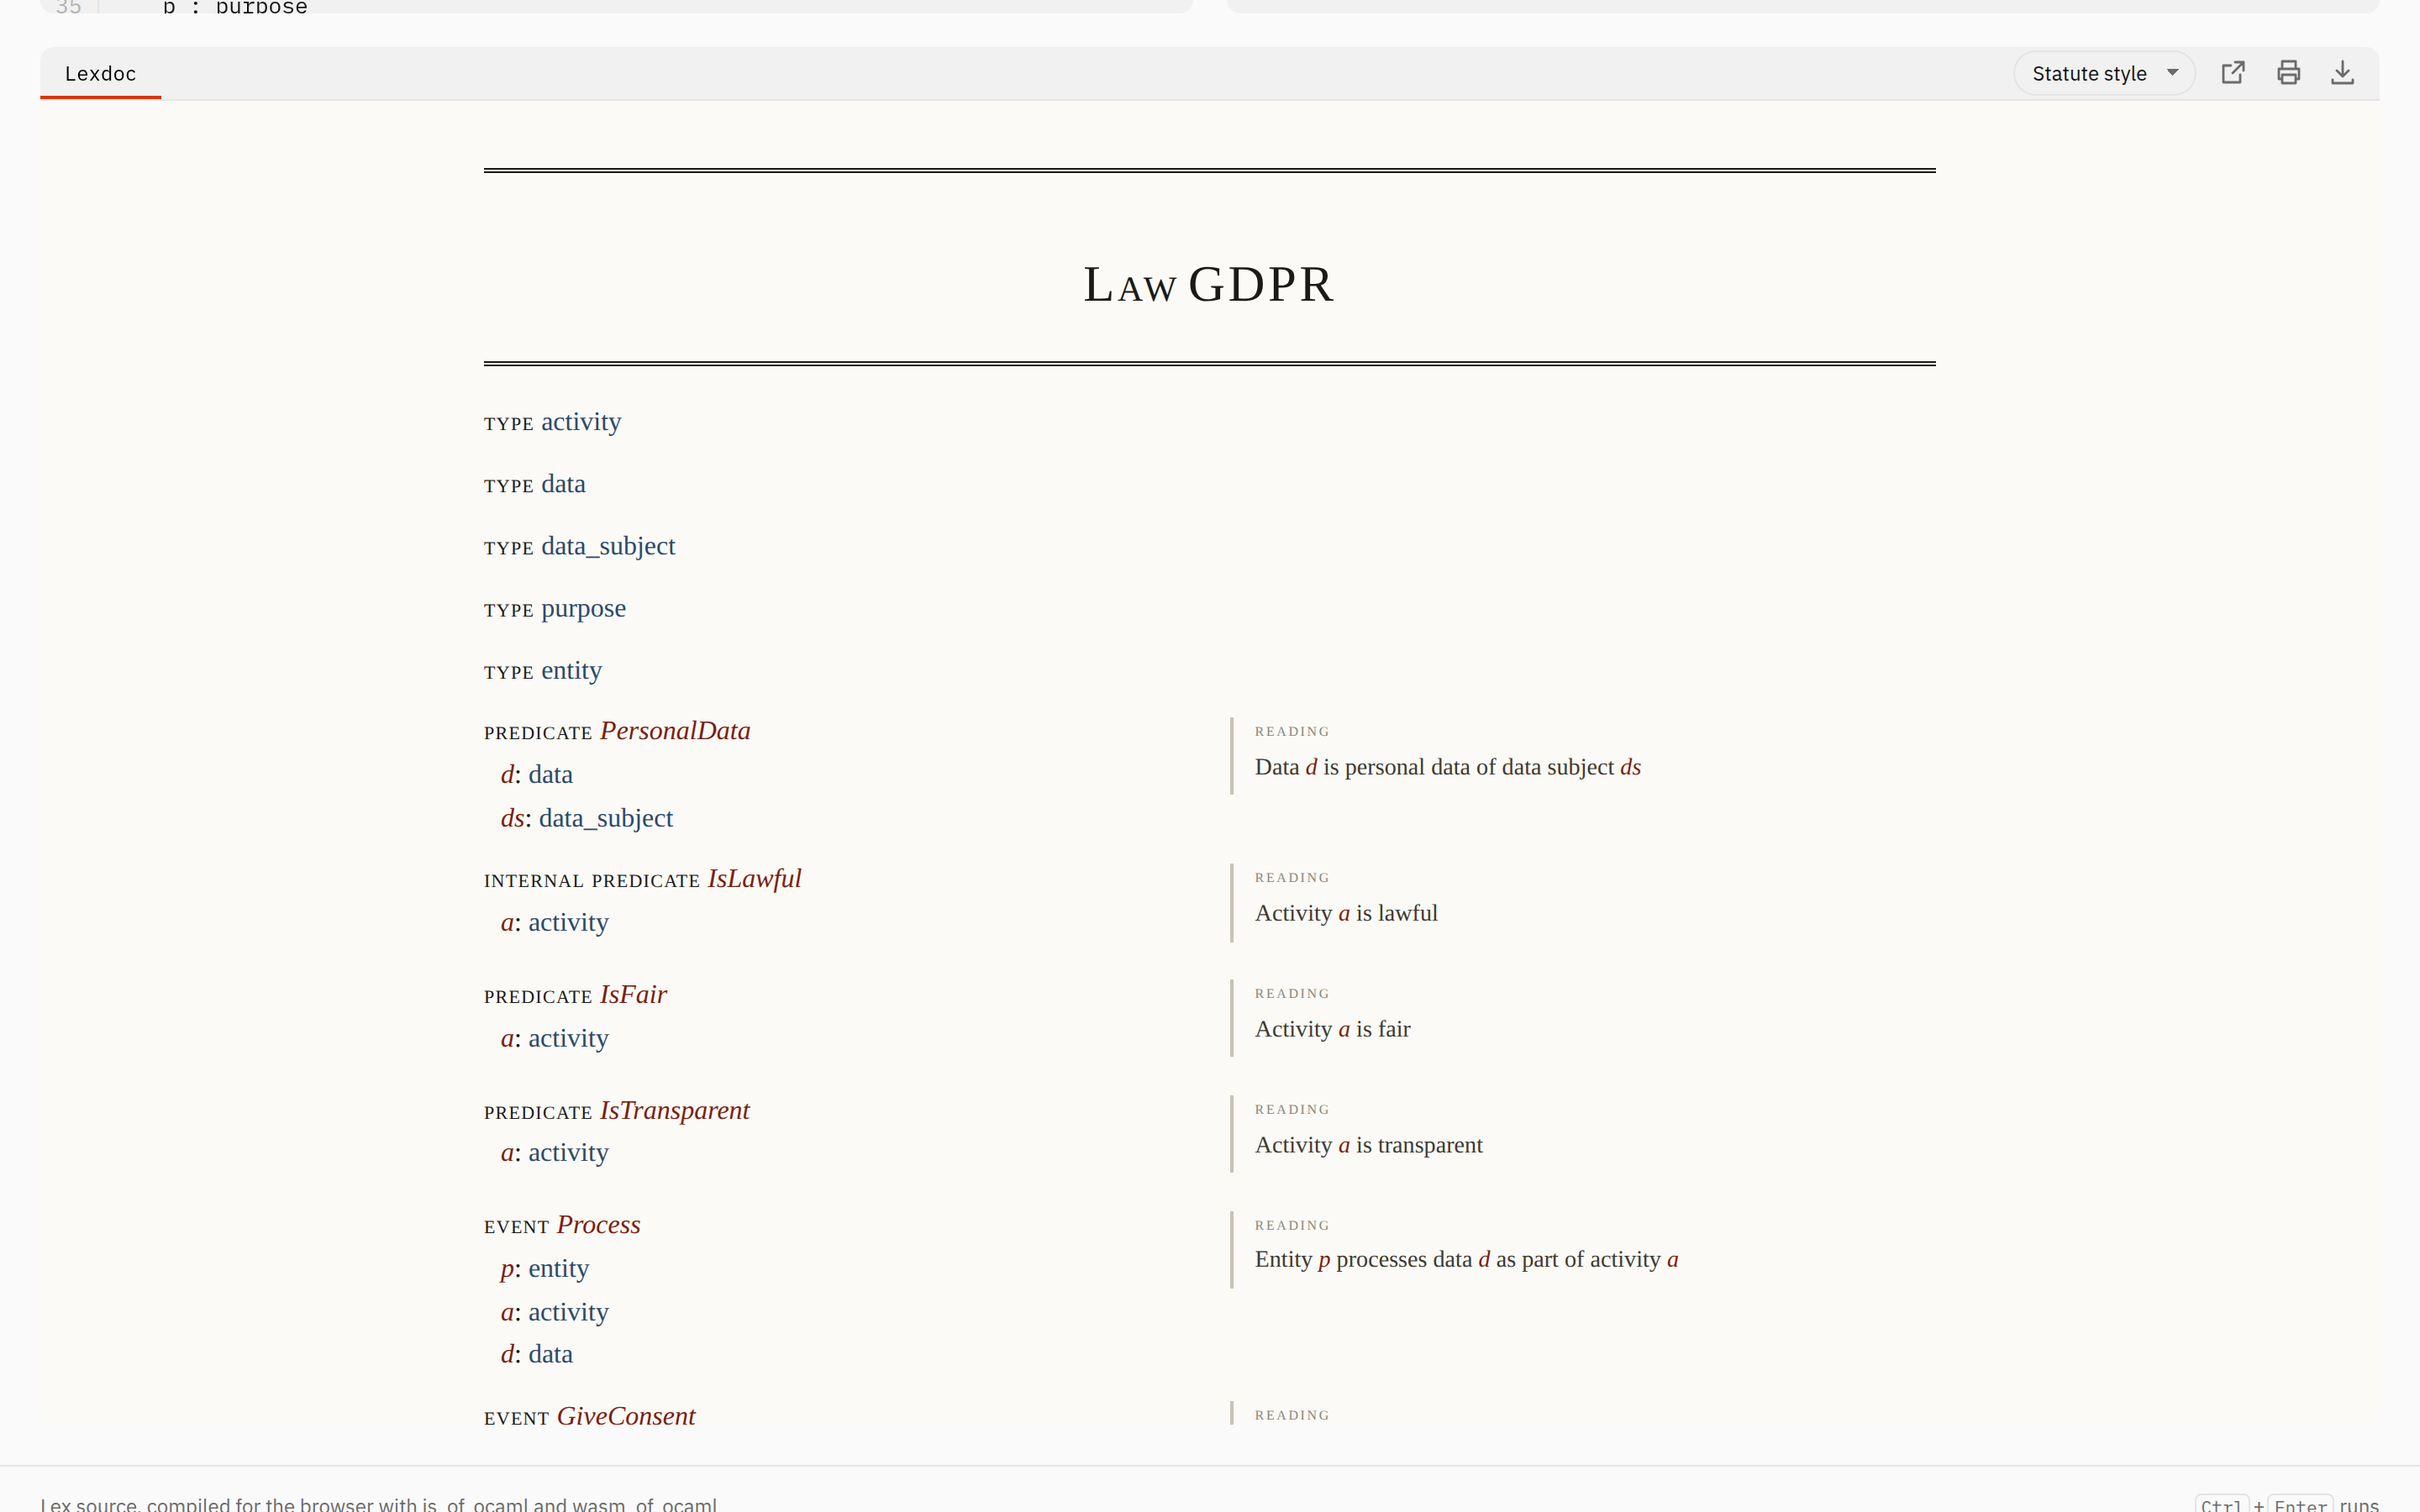 35 p : purpose
Lexdoc
Statute style
Law GDPR
TYPE activity
TYPE data
TYPE data_subject
TYPE purpose
TYPE entity
PREDICATE PersonalData
READING
d: data
Data d is personal data of data subject ds
ds: data_subject
INTERNAL PREDICATE IsLawful
READING
a: activity
Activity a is lawful
PREDICATE IsFair
READING
a: activity
Activity a is fair
PREDICATE IsTransparent
READING
a: activity
Activity a is transparent
EVENT Process
READING
p: entity
Entity p processes data d as part of activity a
a: activity
d: data
EVENT GiveConsent
READING
Lex source, compiled for the browser with js_of_ocaml and wasm_of_ocaml
Ctrl + Enter runs